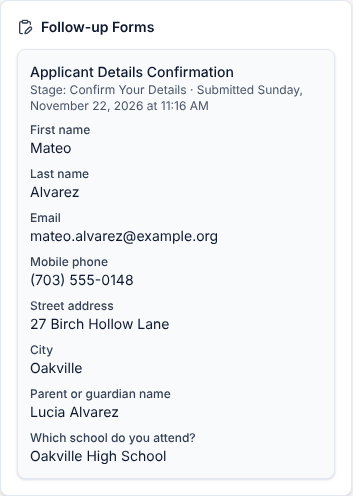 Follow-up Forms
Applicant Details Confirmation
Stage: Confirm Your Details · Submitted Sunday,
November 22, 2026 at 11:16 AM
First name
Mateo
Last name
Alvarez
Email
mateo.alvarez@example.org
Mobile phone
(703) 555-0148
Street address
27 Birch Hollow Lane
City
Oakville
Parent or guardian name
Lucia Alvarez
Which school do you attend?
Oakville High School